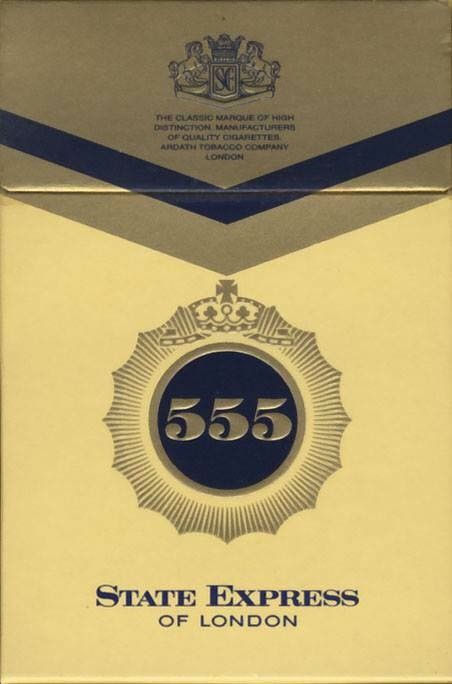 SE
THE CLASSIC MARQUE OF HIGH
DISTINCTION. MANUFACTURERS
OF QUALITY CIGARETTES.
ARDATH TOBACCO COMPANY
LONDON
555
STATE EXPRESS
OF LONDON